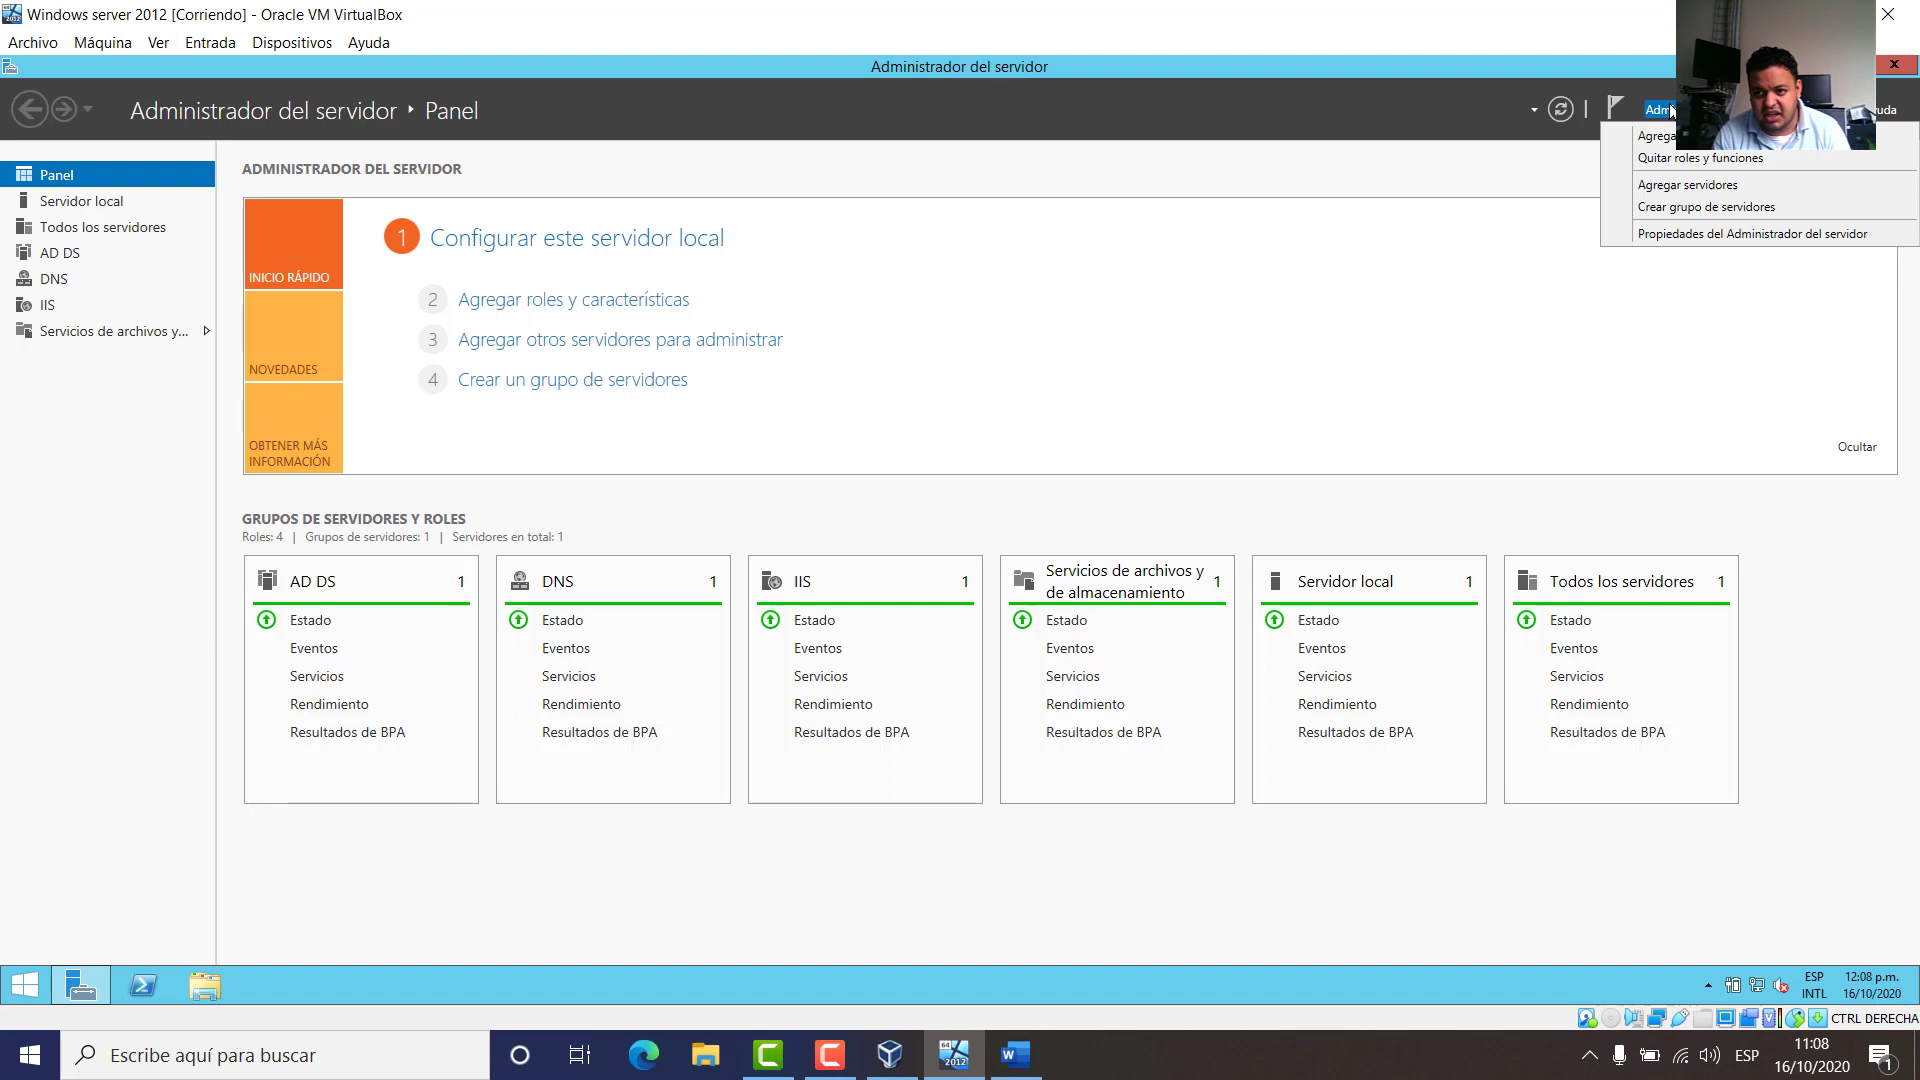 Windows server 2012 [Corriendo] - Oracle VM VirtualBox
Archivo Máquina Ver Entrada Dispositivos Ayuda
Administrador del servidor
Administrador del servidor ‣ Panel
Quitar roles y funciones
Agregar servidores
Crear grupo de servidores
Propiedades del Administrador del servidor
Panel
Servidor local
Todos los servidores
AD DS
DNS
IIS
Servicios de archivos y...
ADMINISTRADOR DEL SERVIDOR
INICIO RÁPIDO
NOVEDADES
OBTENER MÁS
INFORMACIÓN
1 Configurar este servidor local
2 Agregar roles y características
3 Agregar otros servidores para administrar
4 Crear un grupo de servidores
Ocultar
GRUPOS DE SERVIDORES Y ROLES
Roles: 4 | Grupos de servidores: 1 | Servidores en total: 1
AD DS 1
Estado
Eventos
Servicios
Rendimiento
Resultados de BPA
DNS 1
Estado
Eventos
Servicios
Rendimiento
Resultados de BPA
IIS 1
Estado
Eventos
Servicios
Rendimiento
Resultados de BPA
Servicios de archivos y
de almacenamiento 1
Estado
Eventos
Servicios
Rendimiento
Resultados de BPA
Servidor local 1
Estado
Eventos
Servicios
Rendimiento
Resultados de BPA
Todos los servidores 1
Estado
Eventos
Servicios
Rendimiento
Resultados de BPA
ESP
INTL
12:08 p.m.
16/10/2020
CTRL DERECHA
Escribe aquí para buscar
64
2012
ESP
11:08
16/10/2020
1